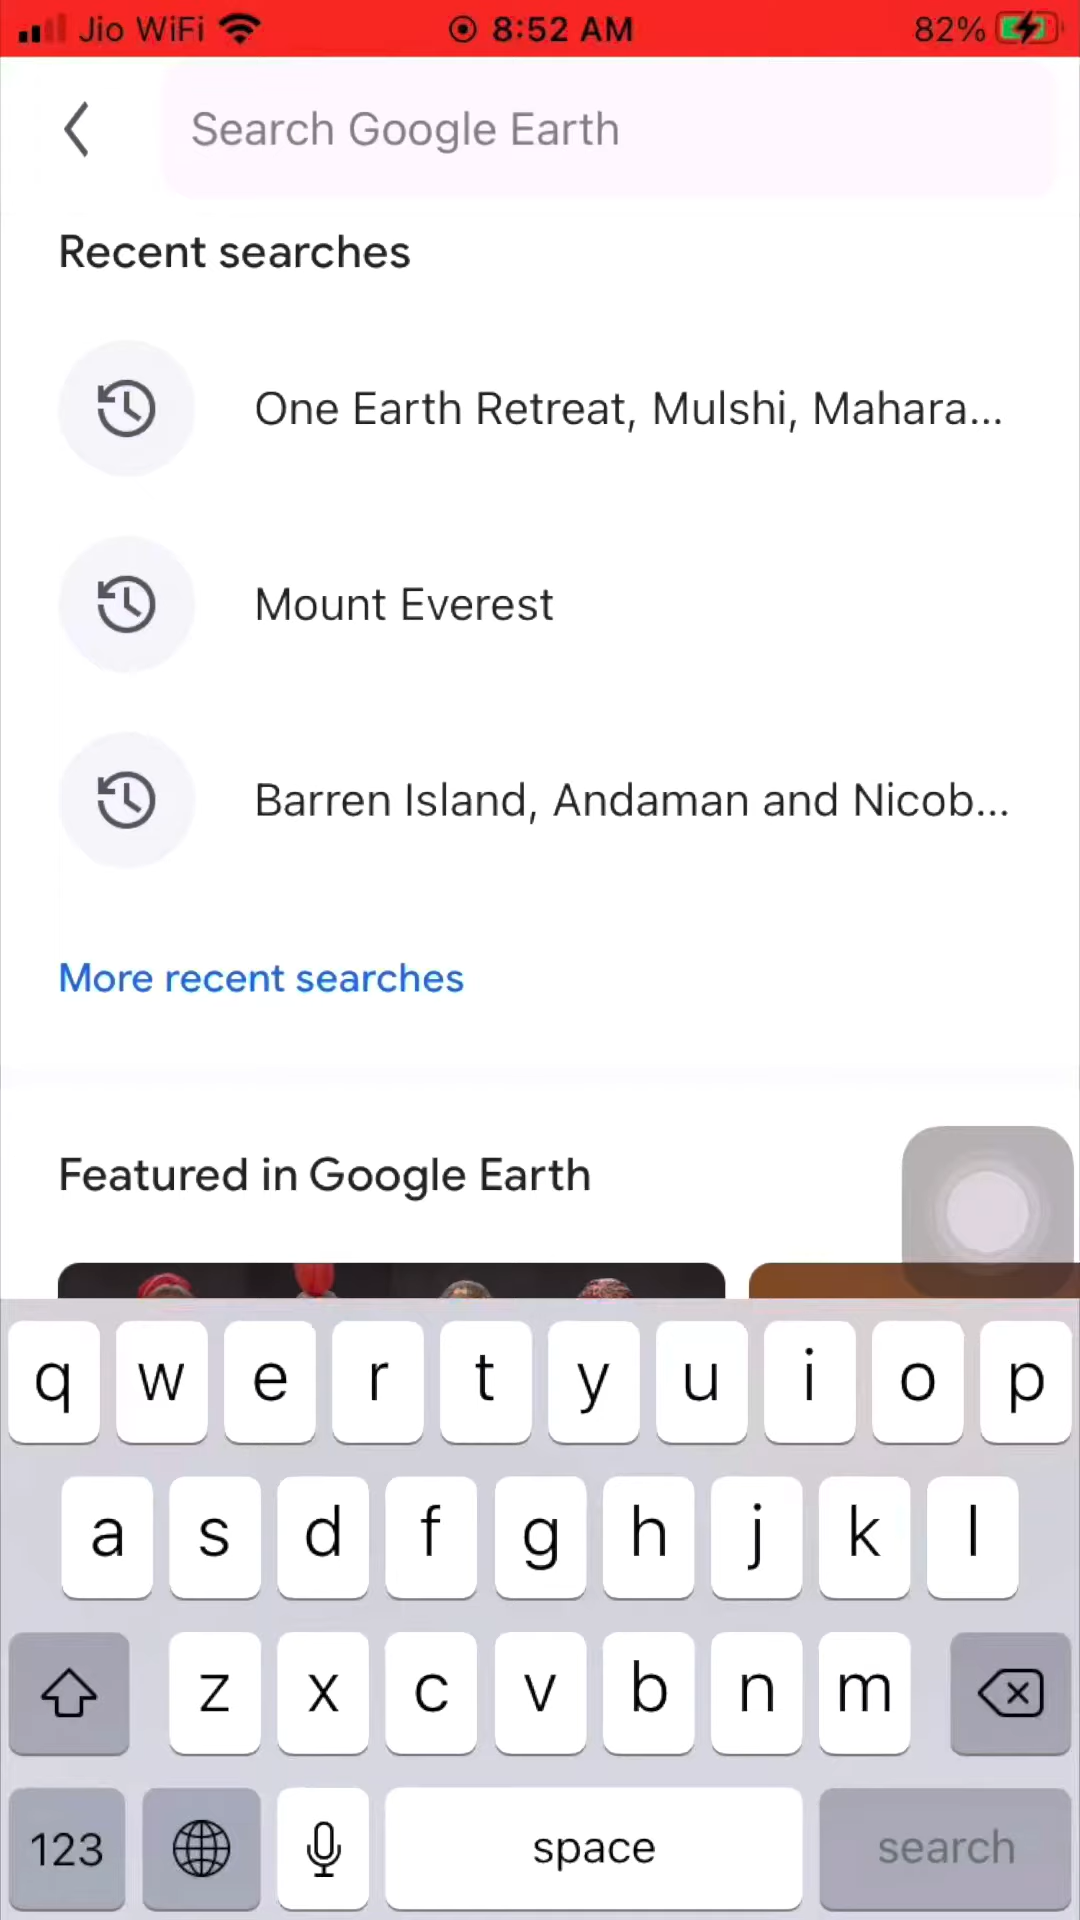 Jio WiFi 8:52 AM 82%
Search Google Earth
Recent searches
One Earth Retreat, Mulshi, Mahara...
Mount Everest
Barren Island, Andaman and Nicob...
More recent searches
Featured in Google Earth
q w e r t y u i o p
a s d f g h j k l
z x c v b n m
123 space search